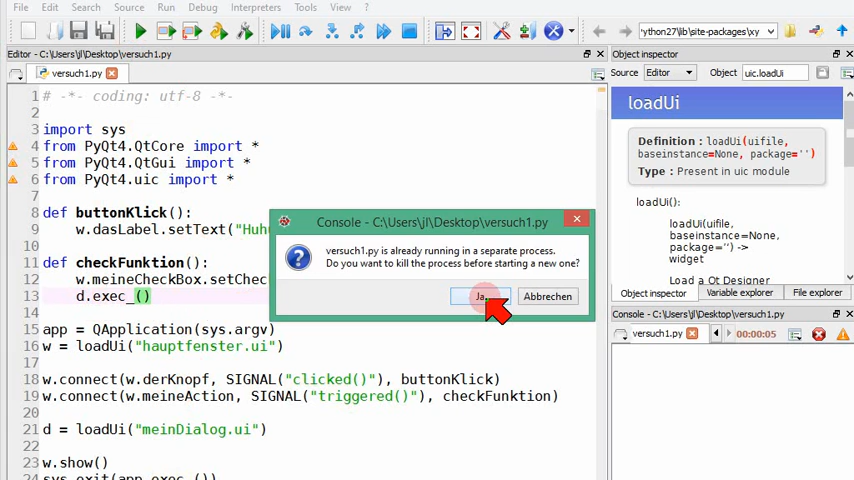 File Edit Search Source Run Debug Interpreters Tools View ?
ython27\lib\site-packages\xy
Editor - C:\Users\jl\Desktop\versuch1.py
Object inspector
versuch1.py
Source Editor Object uic.loadUi
1 # -*- coding: utf-8 -*-
2
3 import sys
4 from PyQt4.QtCore import *
5 from PyQt4.QtGui import *
6 from PyQt4.uic import *
7
8 def buttonKlick():
9 w.dasLabel.setText("Huhu
10
11 def checkFunktion():
12 w.meineCheckBox.setChec
13 d.exec_()
14
15 app = QApplication(sys.argv)
16 w = loadUi("hauptfenster.ui")
17
18 w.connect(w.derKnopf, SIGNAL("clicked()"), buttonKlick)
19 w.connect(w.meineAction, SIGNAL("triggered()"), checkFunktion)
20
21 d = loadUi("meinDialog.ui")
22
23 w.show()
24 sys.exit(app.exec_())
Console - C:\Users\jl\Desktop\versuch1.py
versuch1.py is already running in a separate process.
Do you want to kill the process before starting a new one?
Ja
Abbrechen
loadUi
Definition : loadUi(uifile,
baseinstance=None, package='')
Type : Present in uic module
loadUi():
loadUi(uifile,
baseinstance=None,
package='') ->
widget
Load a Qt Designer
Object inspector Variable explorer File explorer
Console - C:\Users\jl\Desktop\versuch1.py
versuch1.py
00:00:05